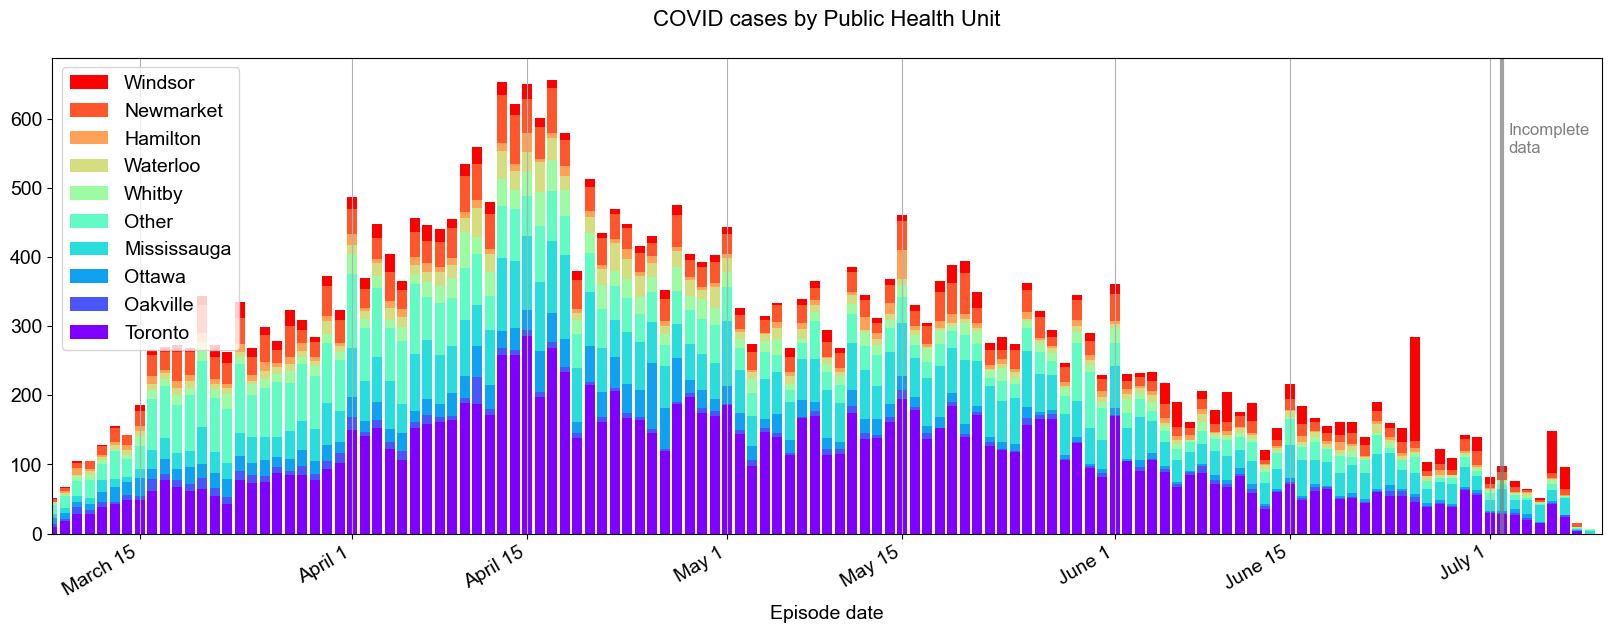 COVID cases by Public Health Unit
Windsor
Newmarket
Hamilton
Waterloo
Whitby
Other
Mississauga
Ottawa
Oakville
Toronto
Incomplete
data
600
500
400
300
200
100
0
March 15
April 1
April 15
May 1
May 15
June 1
June 15
July 1
Episode date